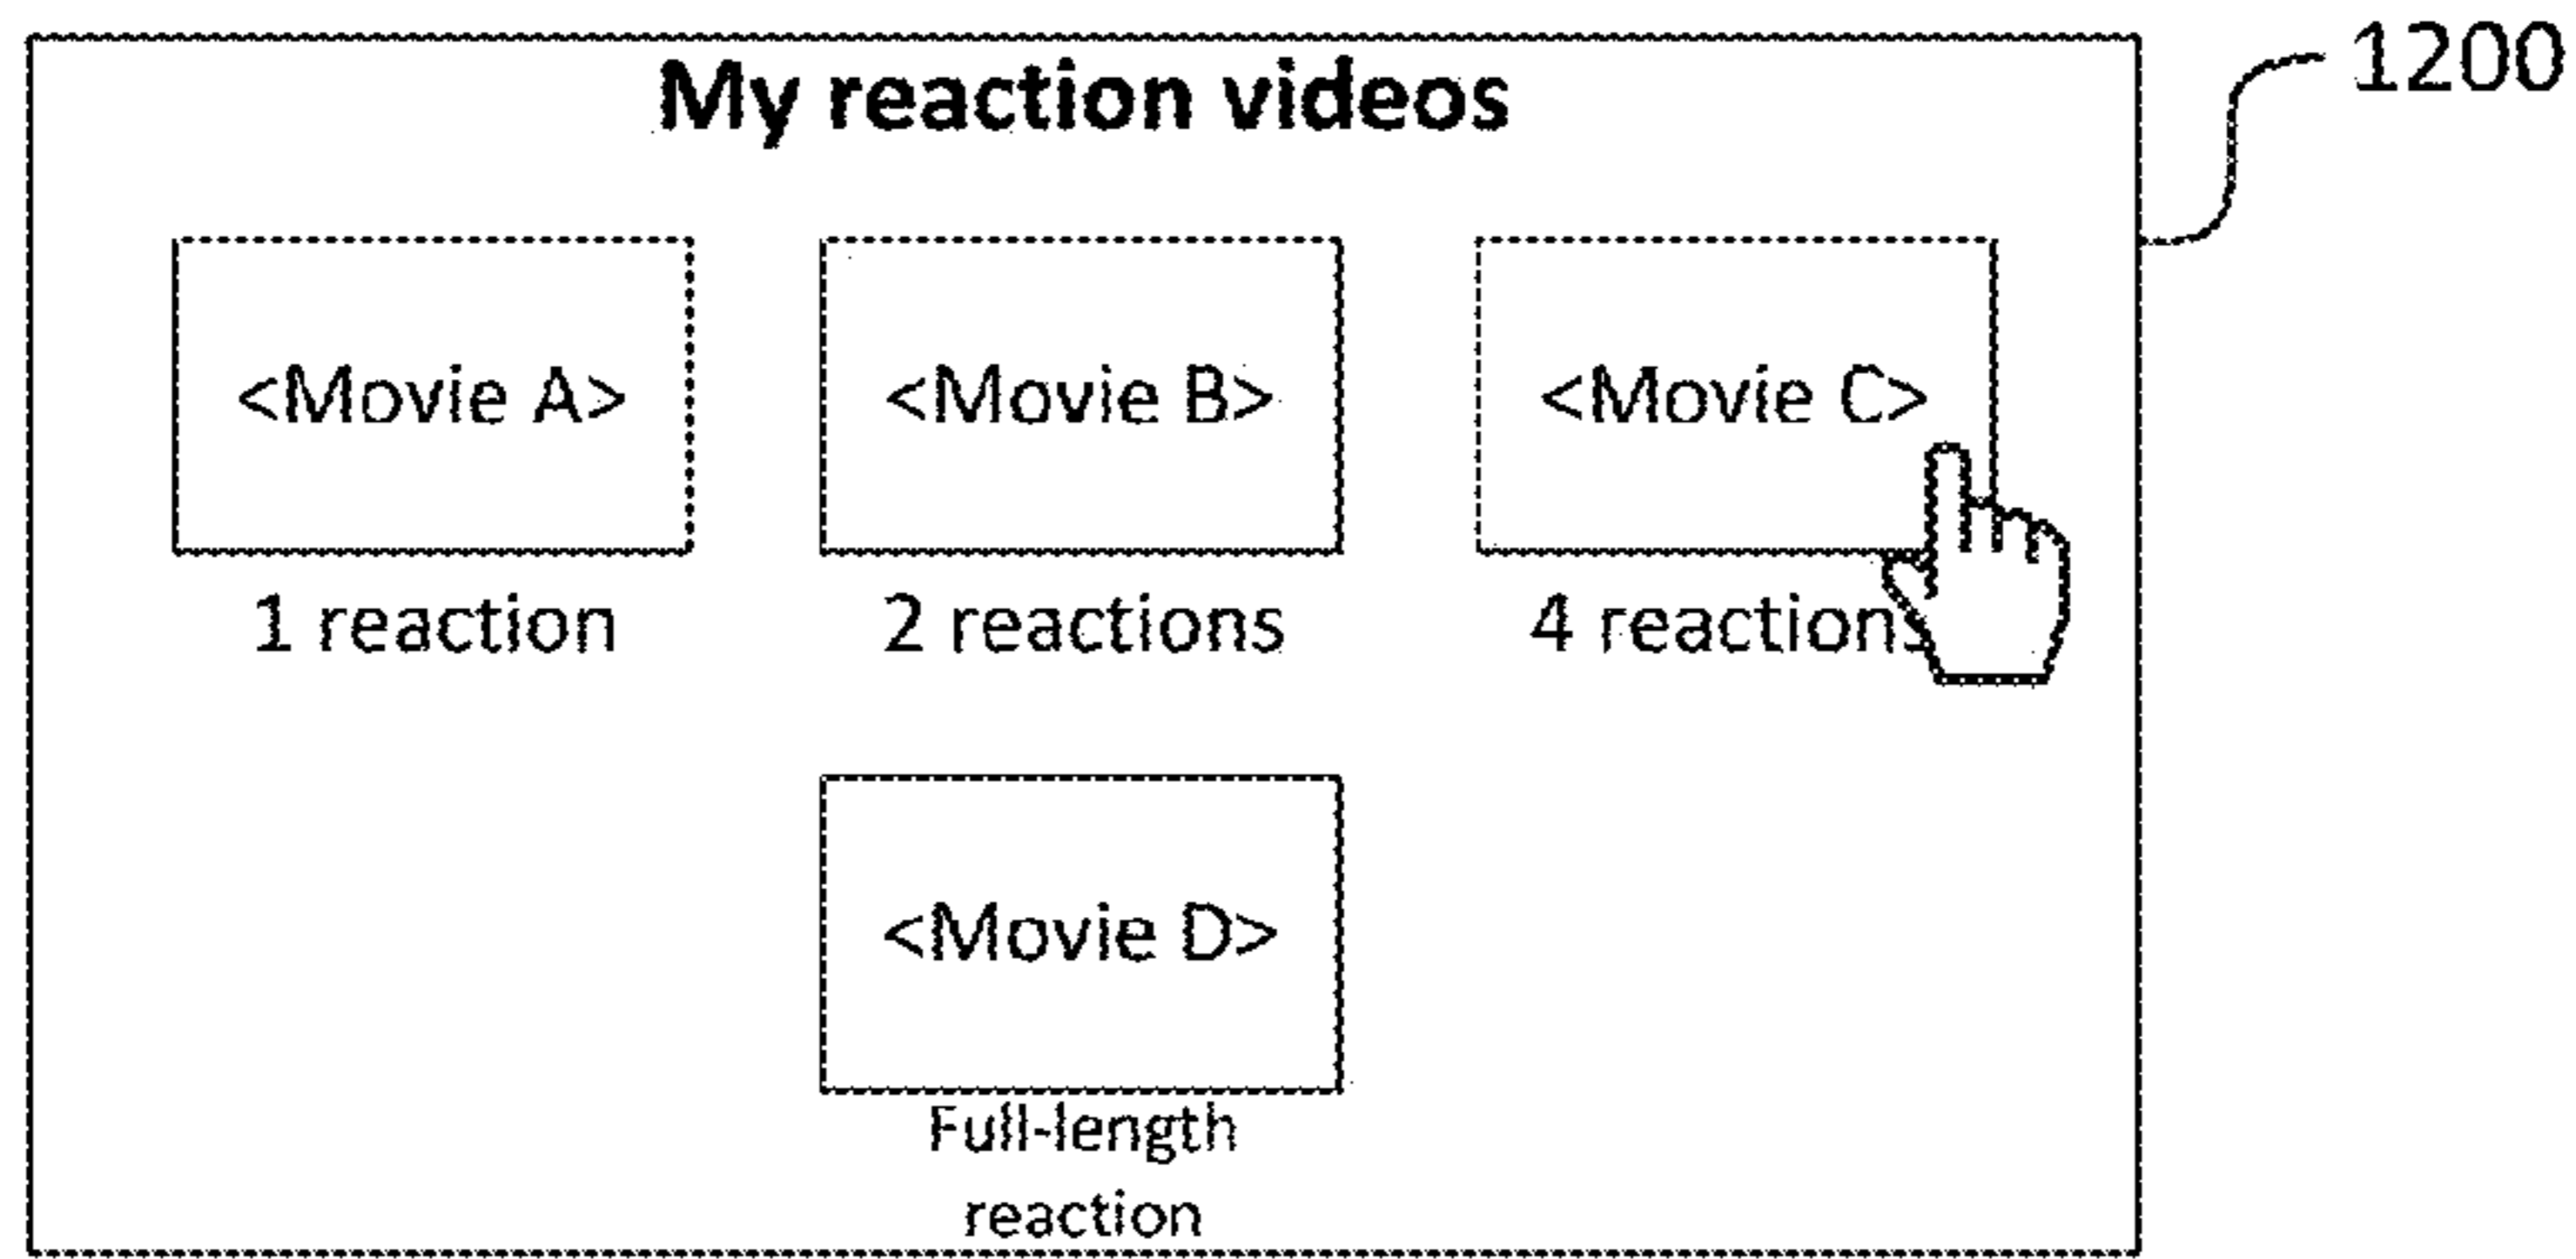 My reaction videos
1200
<Movie A>
<Movie B>
<Movie C>
1 reaction
2 reactions
4 reactions
<Movie D>
Full-length
reaction